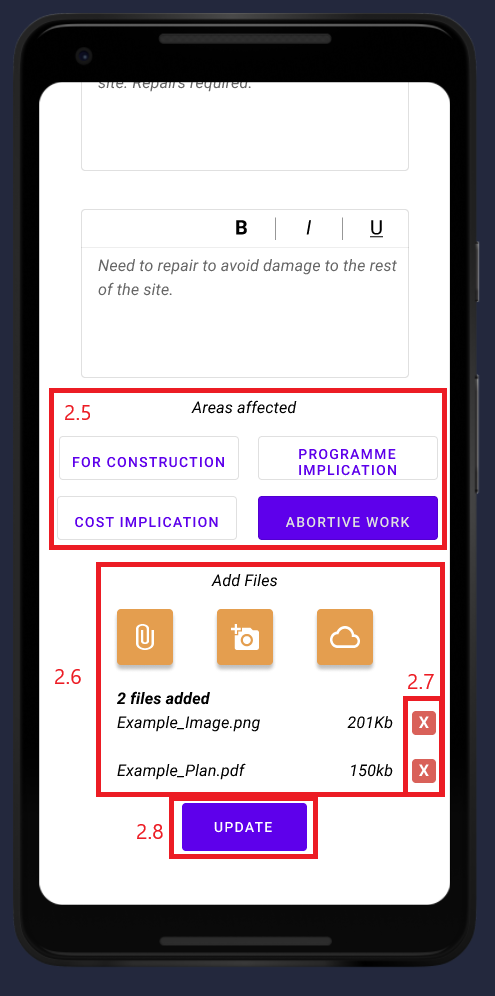 site. Repairs required.
B I U
Need to repair to avoid damage to the rest
of the site.
2.5
Areas affected
FOR CONSTRUCTION
PROGRAMME
IMPLICATION
COST IMPLICATION
ABORTIVE WORK
2.6
Add Files
2.7
2 files added
Example_Image.png 201Kb X
Example_Plan.pdf 150kb X
2.8
UPDATE